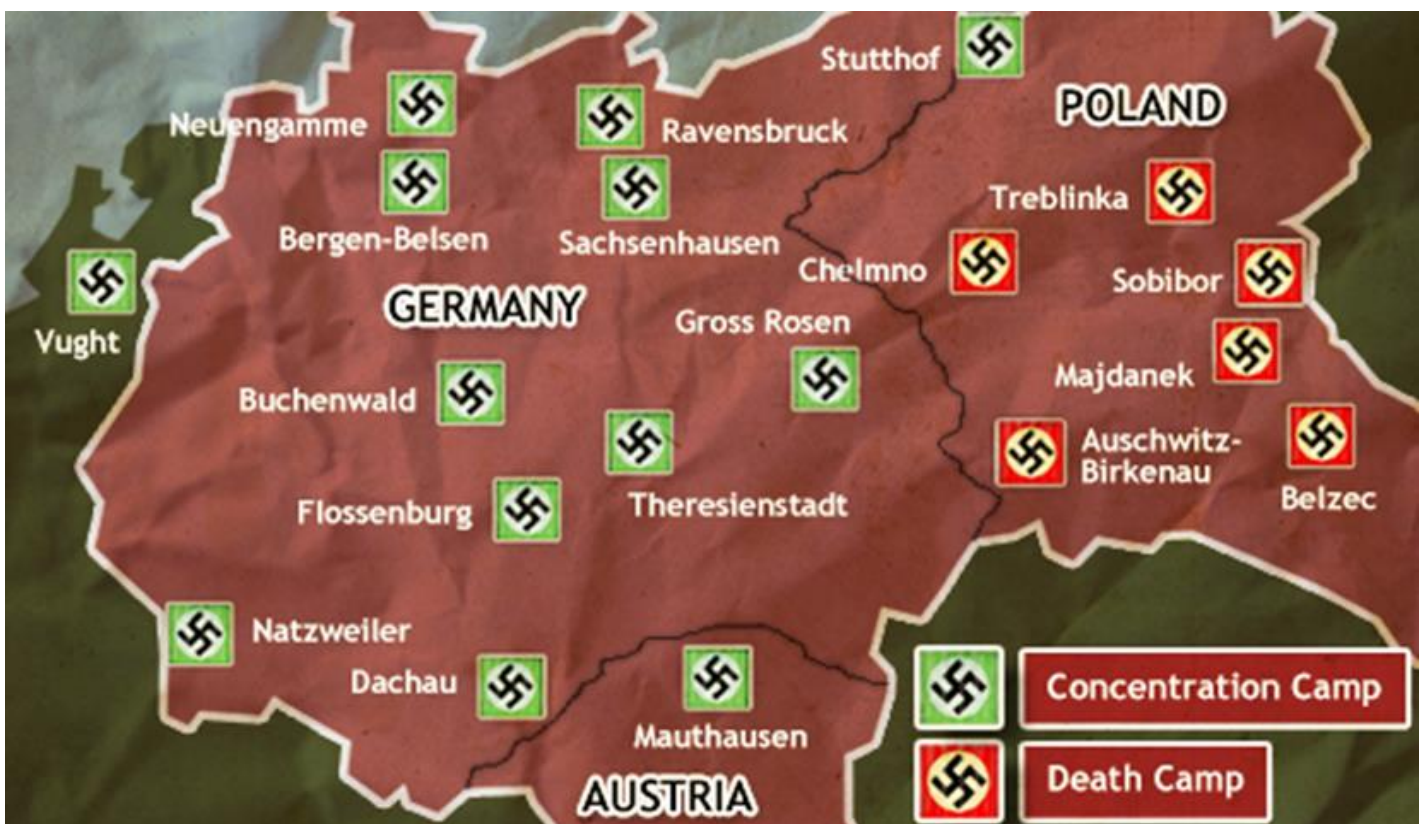 Stutthof
POLAND
Neuengamme
Ravensbruck
Treblinka
Bergen-Belsen
Sachsenhausen
Chelmno
Sobibor
GERMANY
Gross Rosen
Vught
Majdanek
Buchenwald
Auschwitz-
Birkenau
Belzec
Flossenburg
Theresienstadt
Natzweiler
Dachau
Concentration Camp
Mauthausen
Death Camp
AUSTRIA